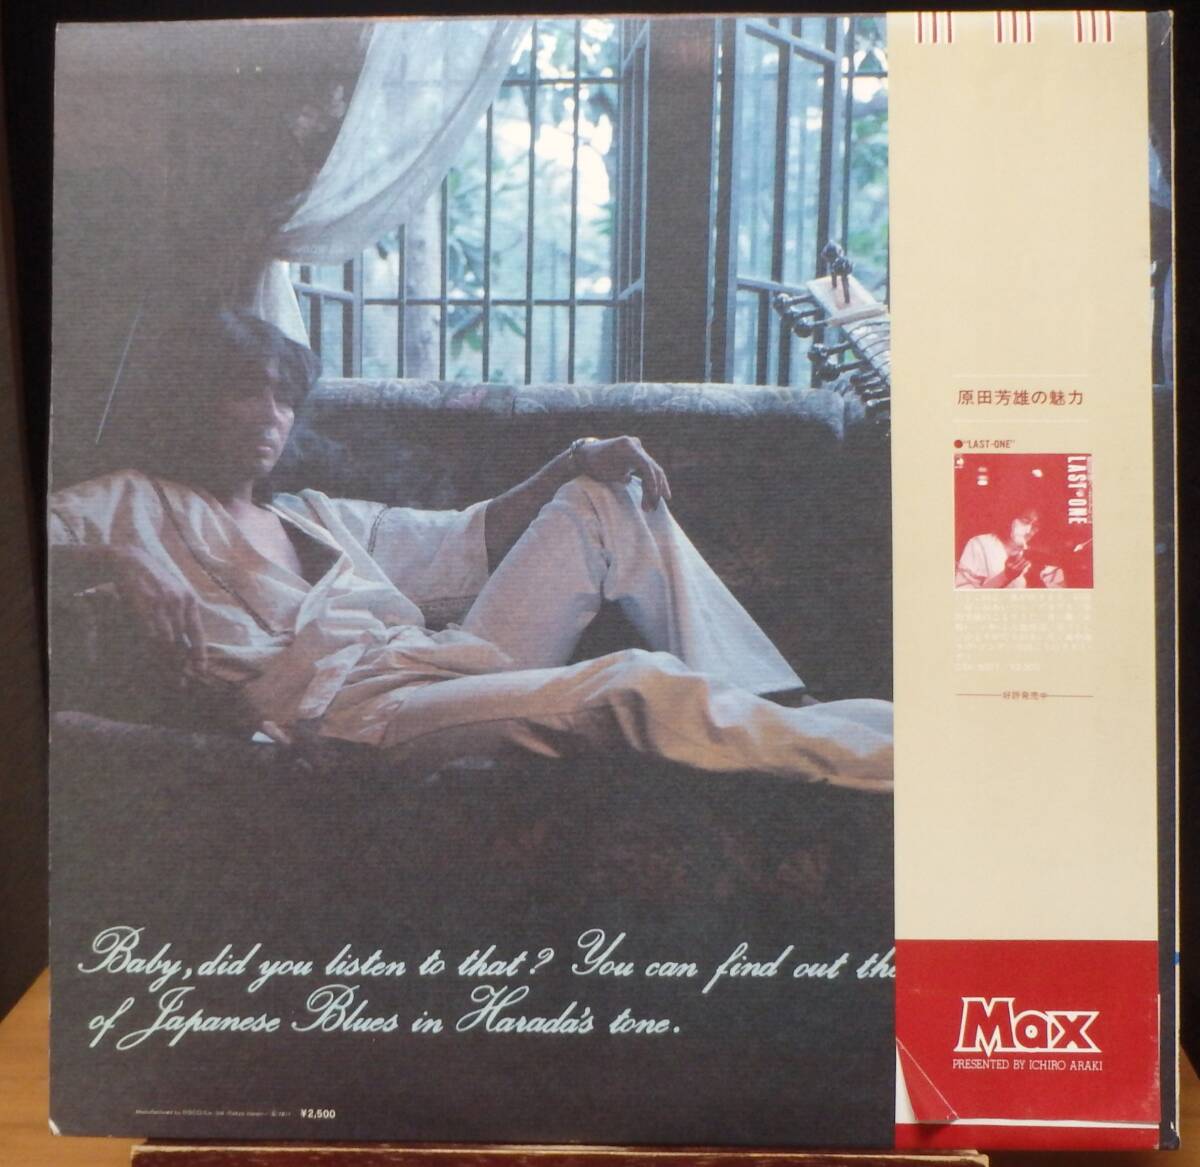 原田芳雄の魅力
●"LAST-ONE"
LAST・ONE
好評発売中
Baby, did you listen to that? You can find out the
of Japanese Blues in Harada's tone.
Max
PRESENTED BY ICHIRO ARAKI
Manufactured by
¥2,500